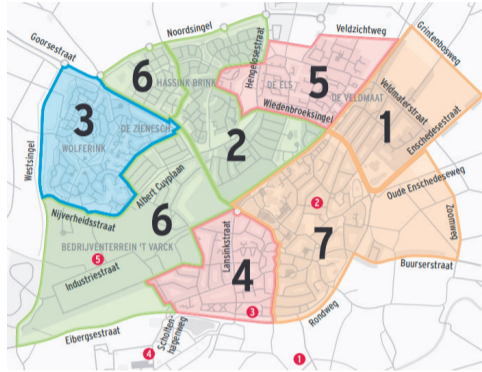 Noordsingel
Veldzichtweg
Goorsestraat
Hengelosestraat
Grintenbosweg
6
HASSINK-BRINK
5
DE ELS
DE VELDMAAT
Veldmaterstraat
Enschedesestraat
3
WOLFERINK
DE ZIENESCH
Wiedenbroeksingel
1
2
Westsingel
Albert Cuyplaan
Oude Enschedeseweg
2
Nijverheidsstraat
6
Zoomweg
BEDRIJVENTERREIN 'T VARCK
Lansinkstraat
7
5
Industriestraat
4
Buurserstraat
3
Rondweg
Eibergsestraat
Scholten-
hagenweg
4
1